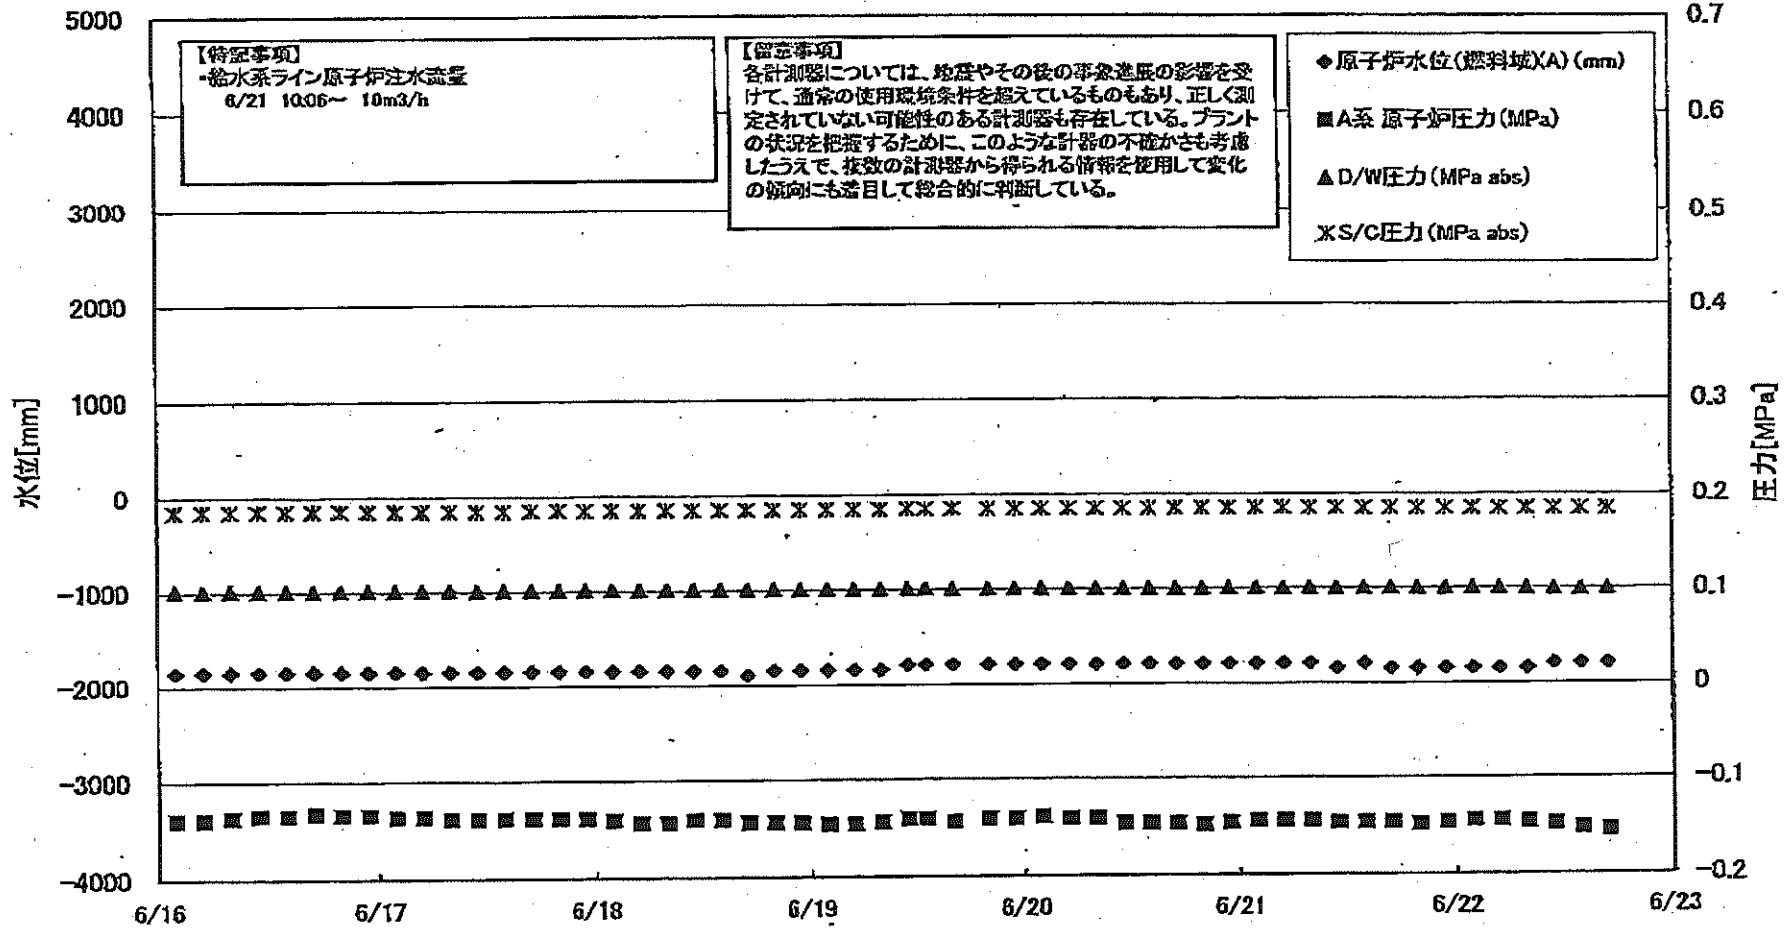 【特記事項】
・給水系ライン原子炉注水流量
6/21 10:06～ 10m3/h
【留意事項】
各計測器については、地震やその後の事象進展の影響を受
けて、通常の使用環境条件を超えているものもあり、正しく測
定されていない可能性のある計測器も存在している。プラント
の状況を把握するために、このような計器の不確かさも考慮
したうえで、複数の計測器から得られる情報を使用して変化
の傾向にも着目して総合的に判断している。
◆原子炉水位(燃料域)(A)(mm)
■A系 原子炉圧力(MPa)
▲D/W圧力(MPa abs)
✕S/C圧力(MPa abs)
水位[mm]
5000
4000
3000
2000
1000
0
-1000
-2000
-3000
-4000
圧力[MPa]
0.7
0.6
0.5
0.4
0.3
0.2
0.1
0
-0.1
-0.2
6/16 6/17 6/18 6/19 6/20 6/21 6/22 6/23